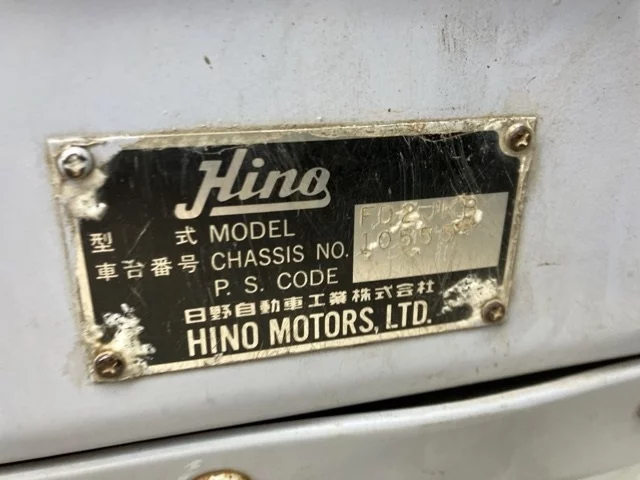 Hino
型 式 MODEL
車台番号 CHASSIS NO.
P. S. CODE
日野自動車工業株式会社
HINO MOTORS, LTD.